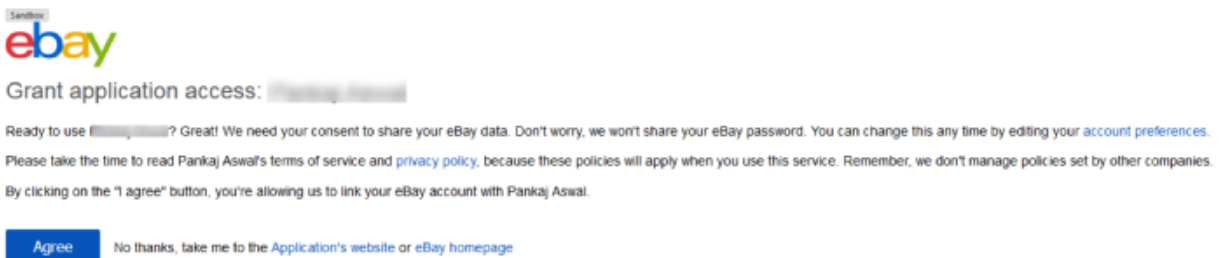 Sandbox
ebay
Grant application access:
Ready to use ? Great! We need your consent to share your eBay data. Don't worry, we won't share your eBay password. You can change this any time by editing your account preferences.
Please take the time to read Pankaj Aswal's terms of service and privacy policy, because these policies will apply when you use this service. Remember, we don't manage policies set by other companies.
By clicking on the "I agree" button, you're allowing us to link your eBay account with Pankaj Aswal.
Agree No thanks, take me to the Application's website or eBay homepage